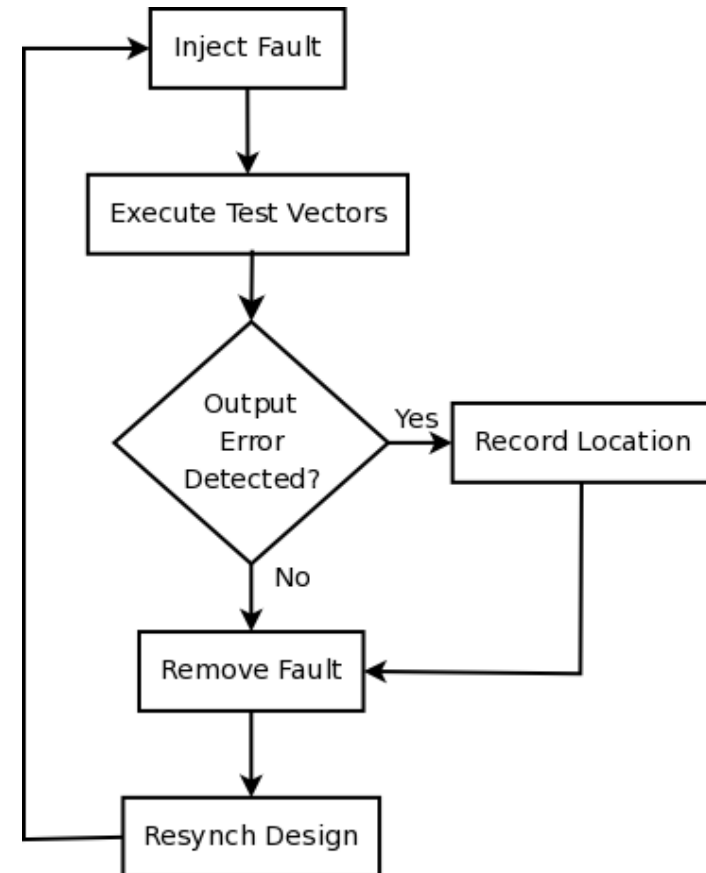 Inject Fault
Execute Test Vectors
Output
Error
Detected?
Yes
Record Location
No
Remove Fault
Resynch Design